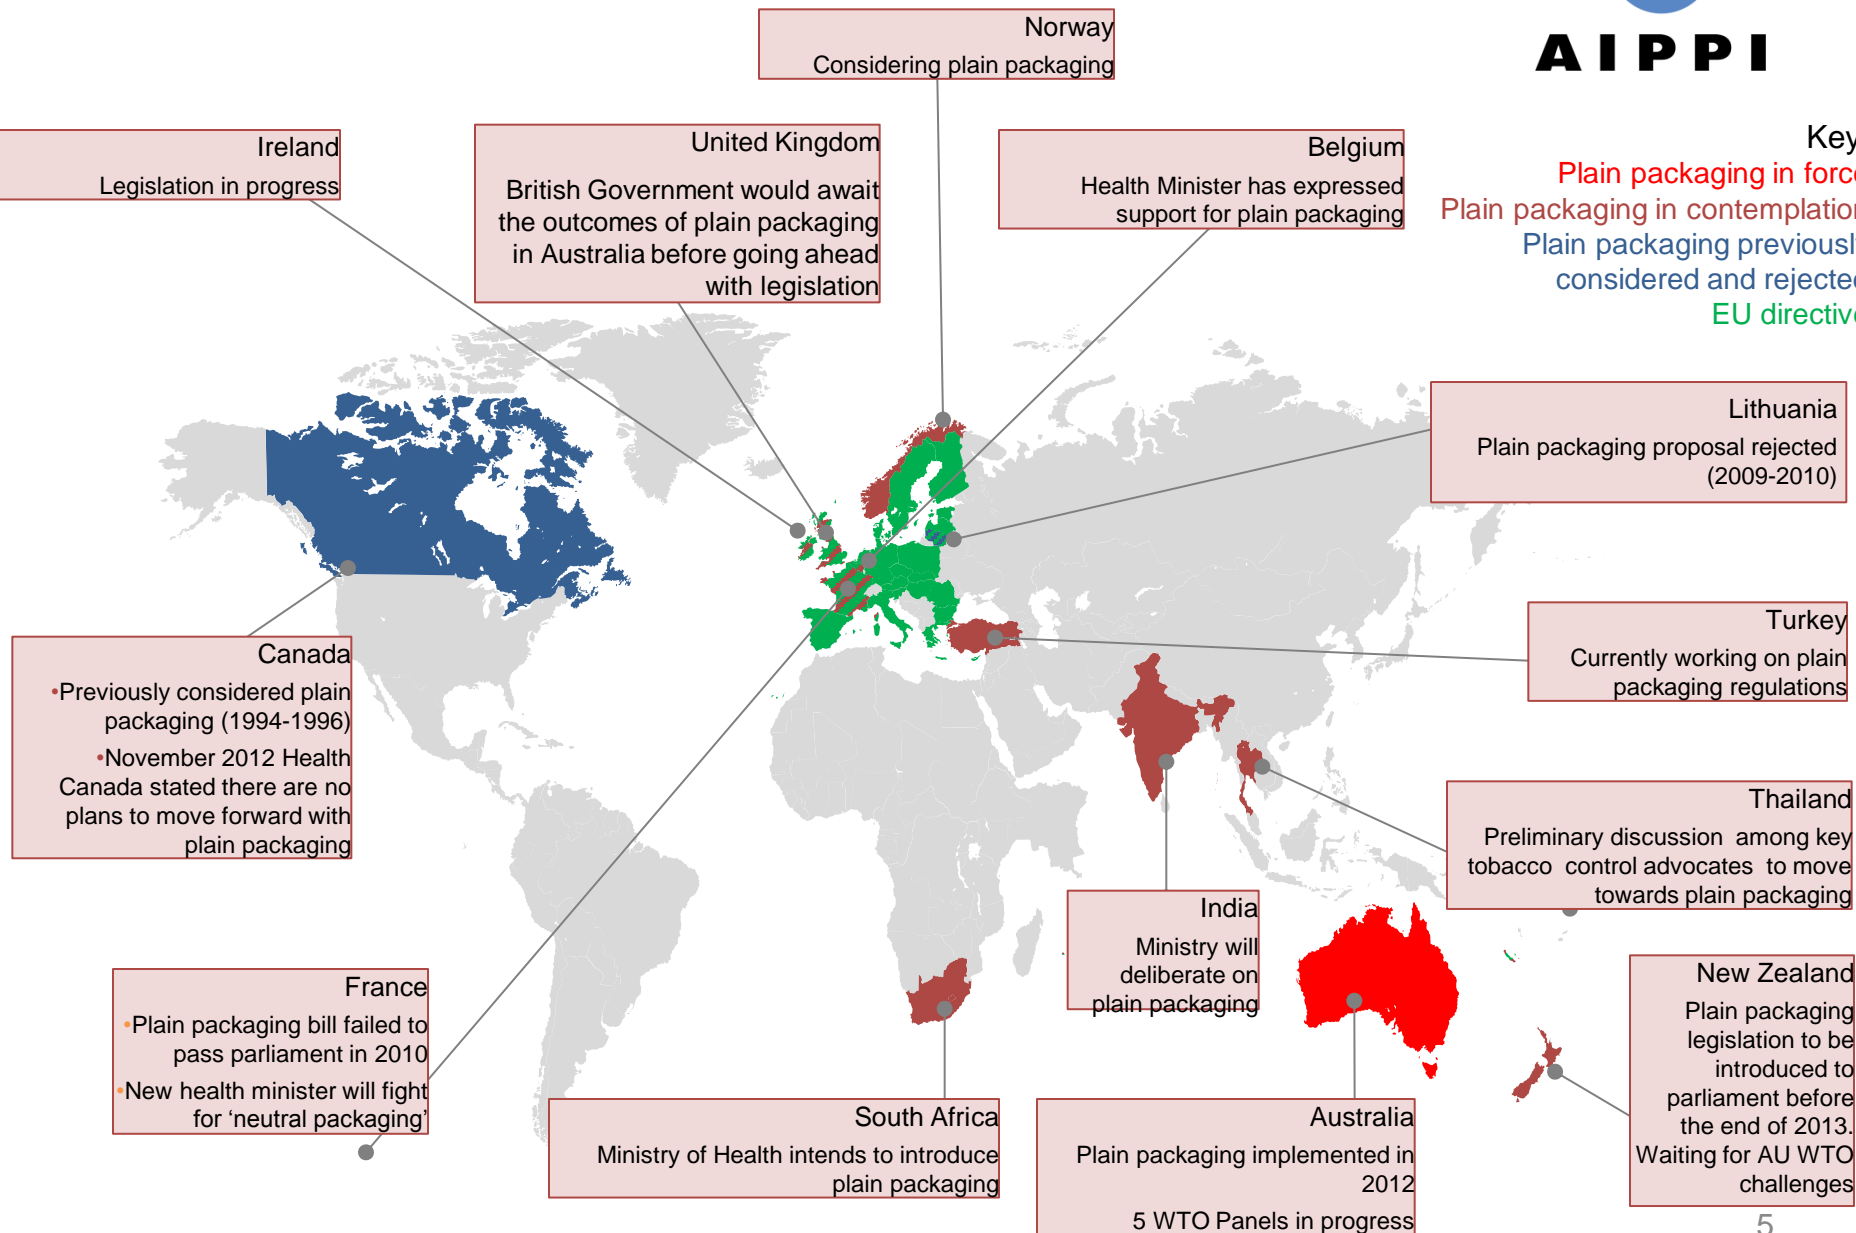 AIPPI
Norway
Considering plain packaging
Ireland
Legislation in progress
United Kingdom
British Government would await
the outcomes of plain packaging
in Australia before going ahead
with legislation
Belgium
Health Minister has expressed
support for plain packaging
Key
Plain packaging in force
Plain packaging in contemplation
Plain packaging previously
considered and rejected
EU directive
Lithuania
Plain packaging proposal rejected
(2009-2010)
Turkey
Currently working on plain
packaging regulations
Canada
•Previously considered plain
packaging (1994-1996)
•November 2012 Health
Canada stated there are no
plans to move forward with
plain packaging
Thailand
Preliminary discussion among key
tobacco control advocates to move
towards plain packaging
India
Ministry will
deliberate on
plain packaging
France
•Plain packaging bill failed to
pass parliament in 2010
•New health minister will fight
for ‘neutral packaging’
New Zealand
Plain packaging
legislation to be
introduced to
parliament before
the end of 2013.
Waiting for AU WTO
challenges
South Africa
Ministry of Health intends to introduce
plain packaging
Australia
Plain packaging implemented in
2012
5 WTO Panels in progress
5